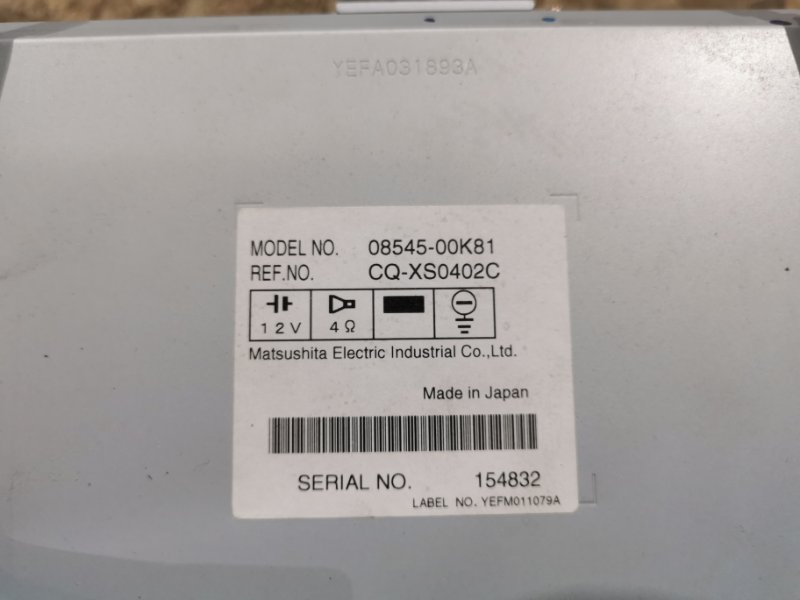 YEFA031893A
MODEL NO. 08545-00K81
REF.NO. CQ-XS0402C
12V 4Ω
Matsushita Electric Industrial Co.,Ltd.
Made in Japan
SERIAL NO. 154832
LABEL NO. YEFM011079A